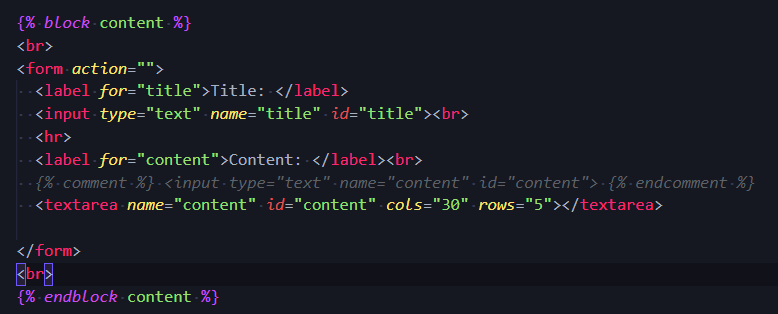 {% block content %}
<br>
<form action="">
<label for="title">Title: </label>
<input type="text" name="title" id="title"><br>
<hr>
<label for="content">Content: </label><br>
{% comment %} <input type="text" name="content" id="content"> {% endcomment %}
<textarea name="content" id="content" cols="30" rows="5"></textarea>
</form>
<br>
{% endblock content %}